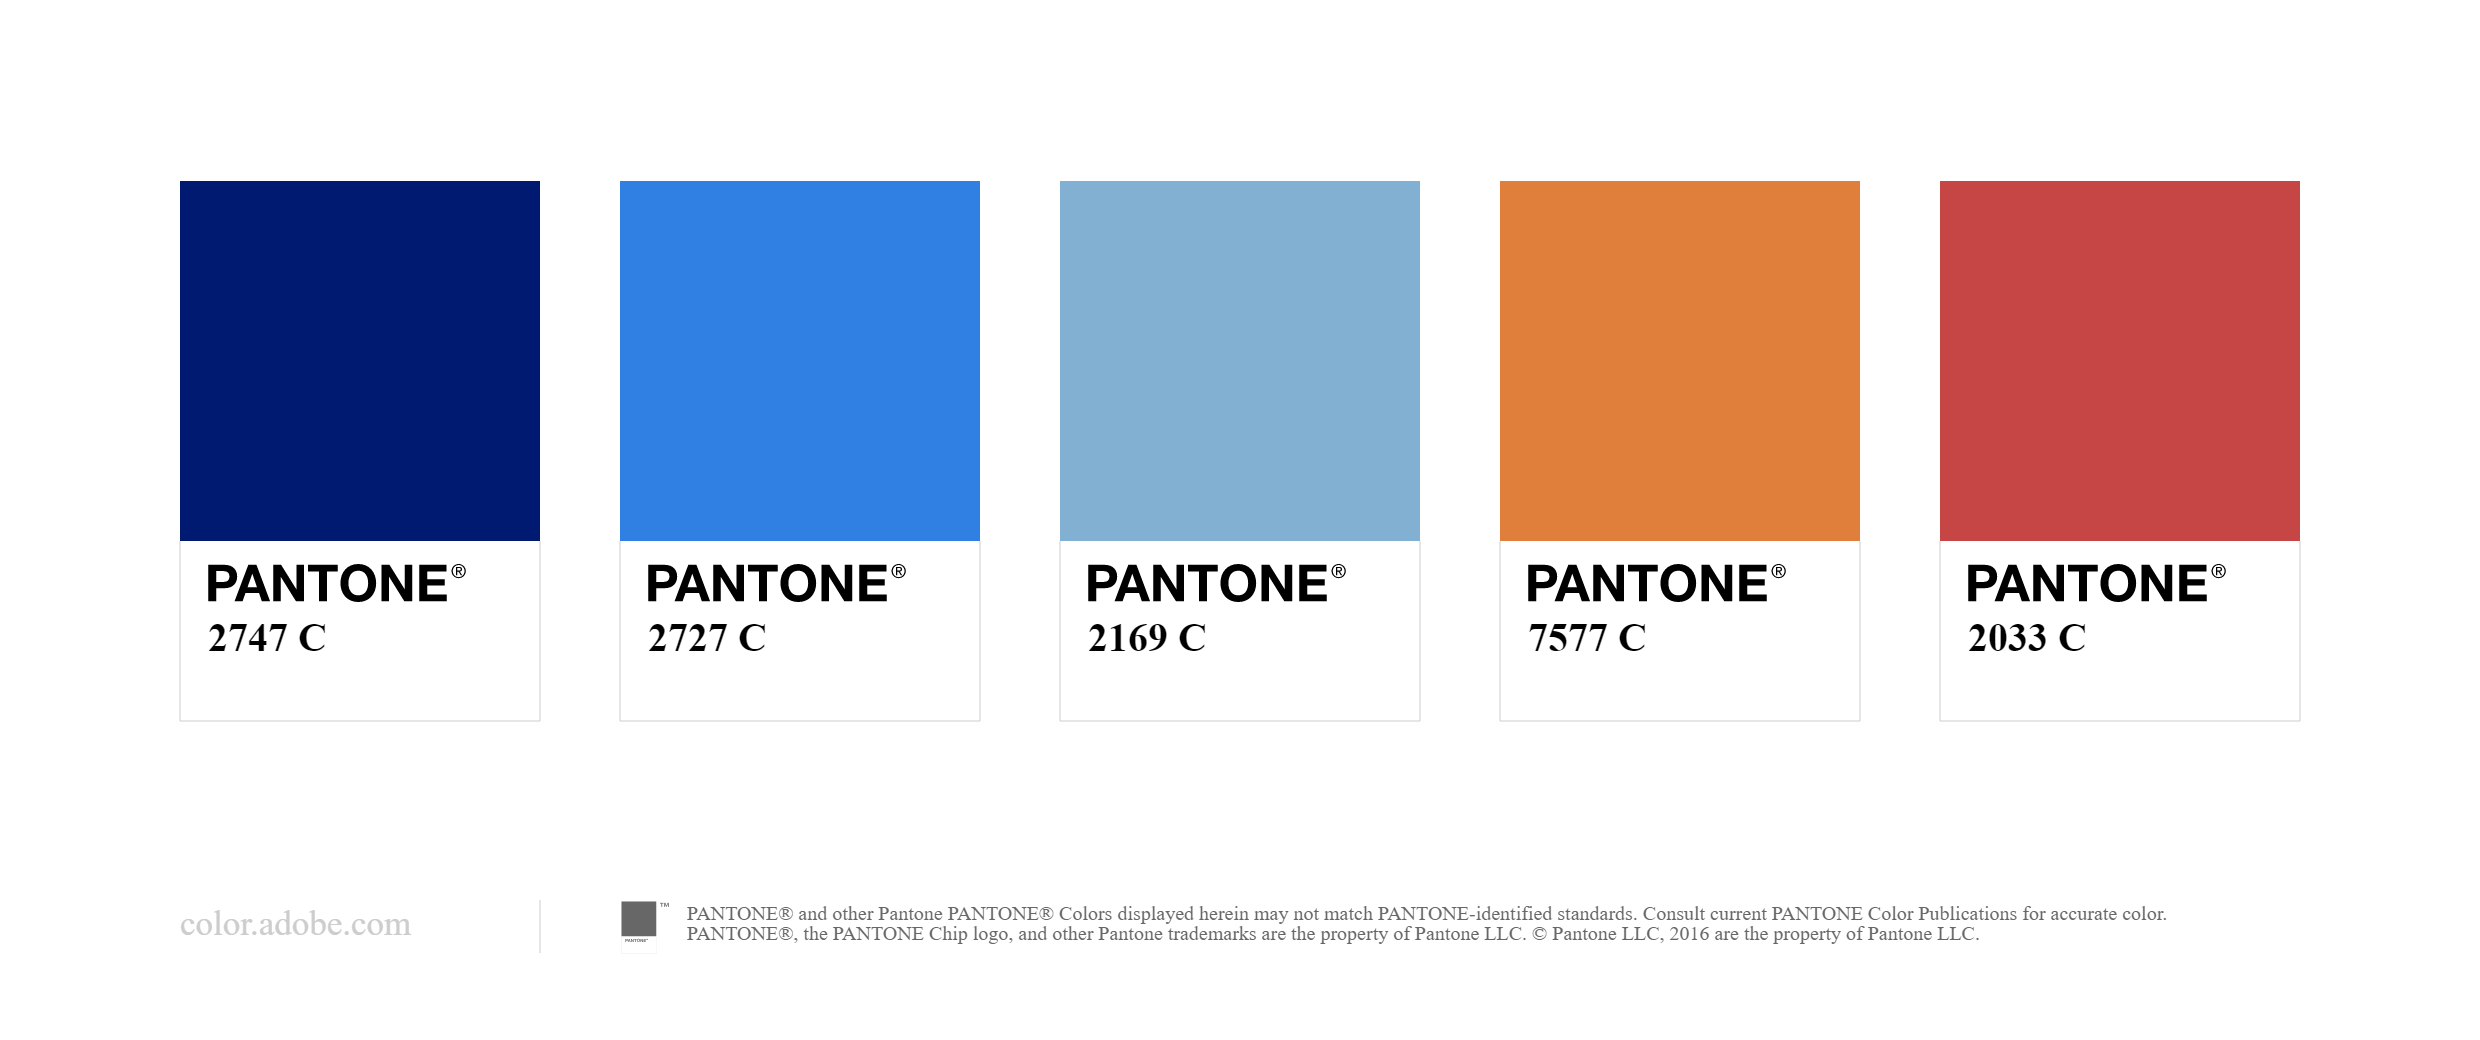 PANTONE®
2747 C
PANTONE®
2727 C
PANTONE®
2169 C
PANTONE®
7577 C
PANTONE®
2033 C
color.adobe.com
™
PANTONE®
PANTONE® and other Pantone PANTONE® Colors displayed herein may not match PANTONE-identified standards. Consult current PANTONE Color Publications for accurate color.
PANTONE®, the PANTONE Chip logo, and other Pantone trademarks are the property of Pantone LLC. © Pantone LLC, 2016 are the property of Pantone LLC.